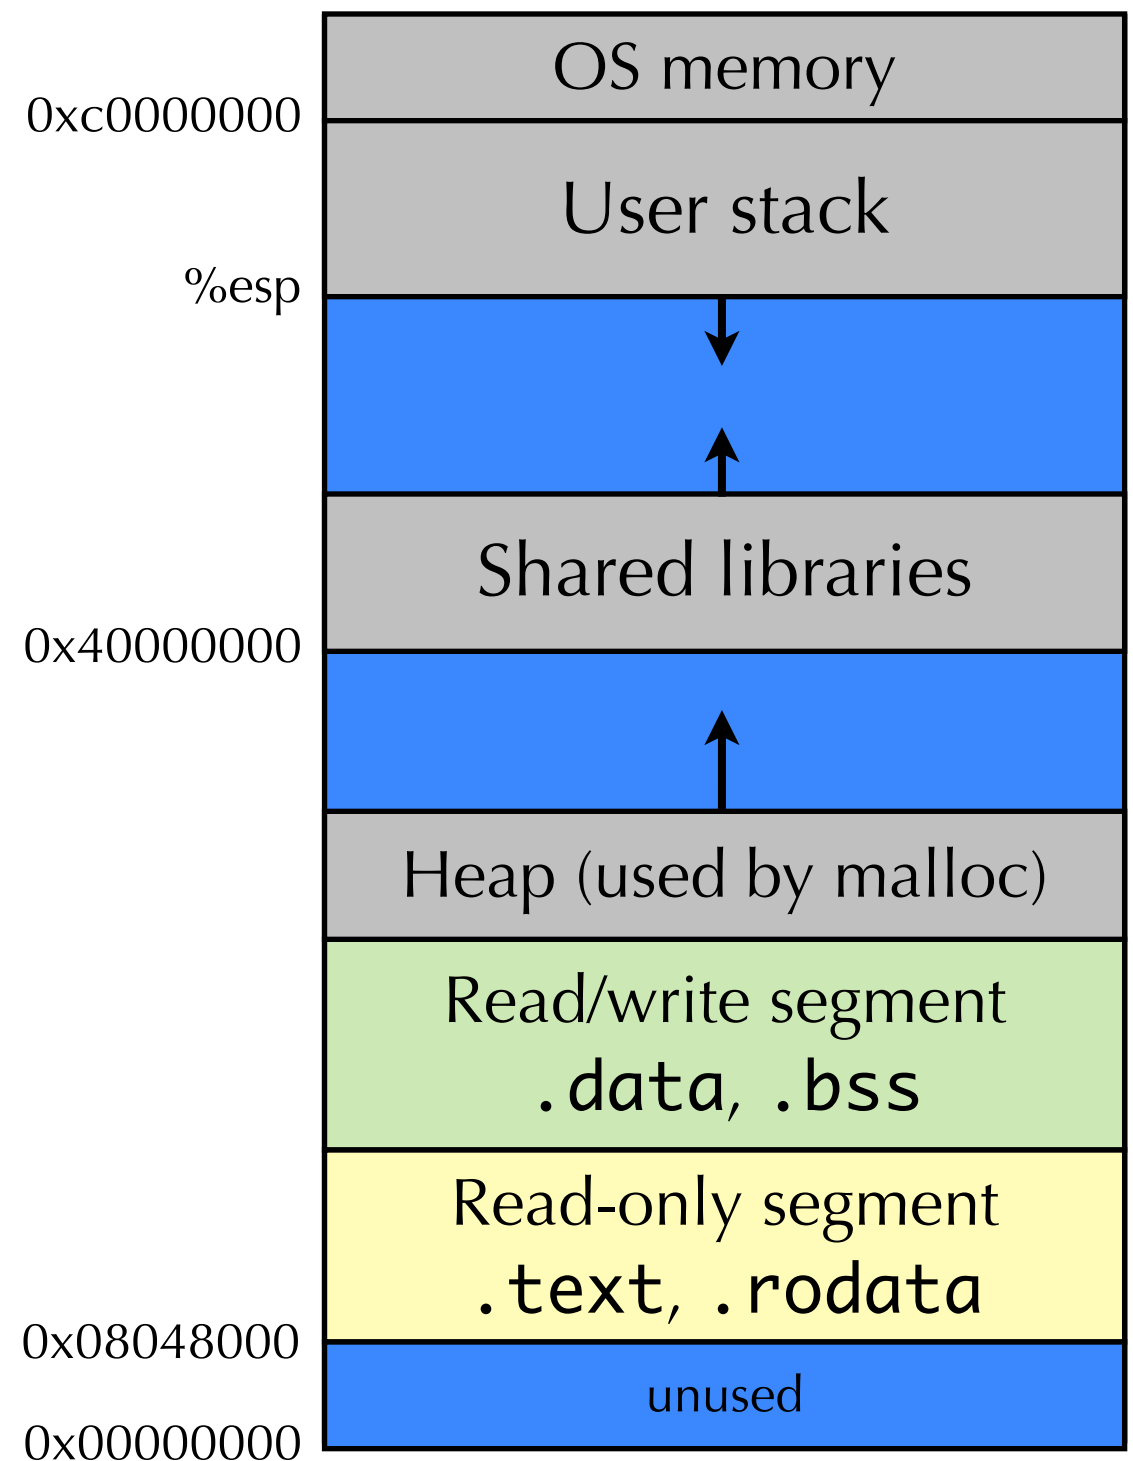 OS memory
0xc0000000
User stack
%esp
Shared libraries
0x40000000
Heap (used by malloc)
Read/write segment
.data, .bss
Read-only segment
.text, .rodata
0x08048000
unused
0x00000000